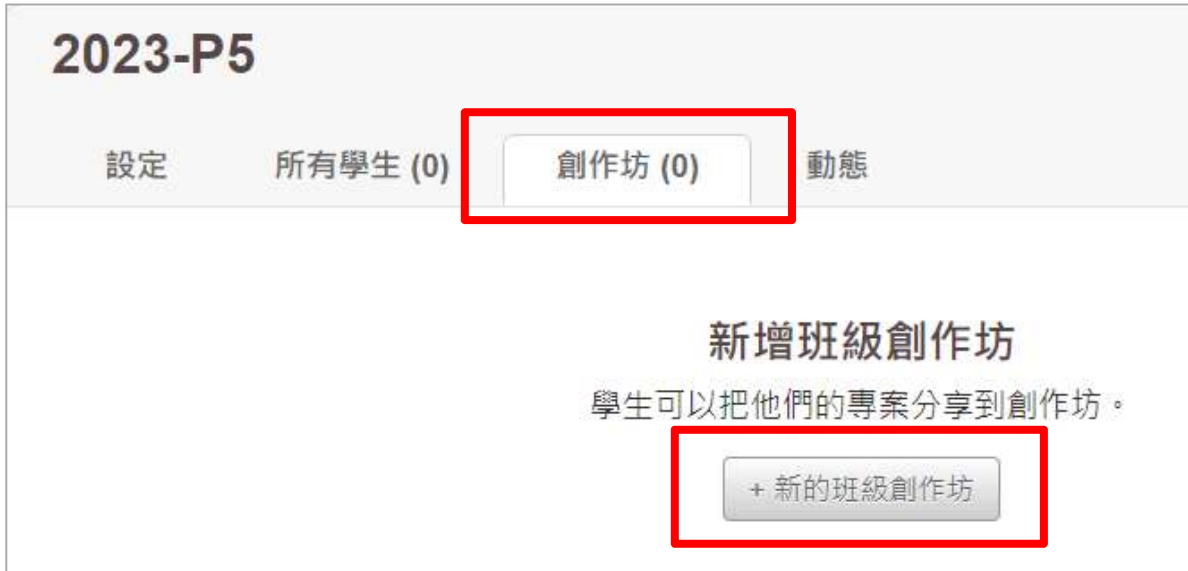 2023-P5
設定 所有學生 (0) 創作坊 (0) 動態
新增班級創作坊
學生可以把他們的專案分享到創作坊。
+ 新的班級創作坊